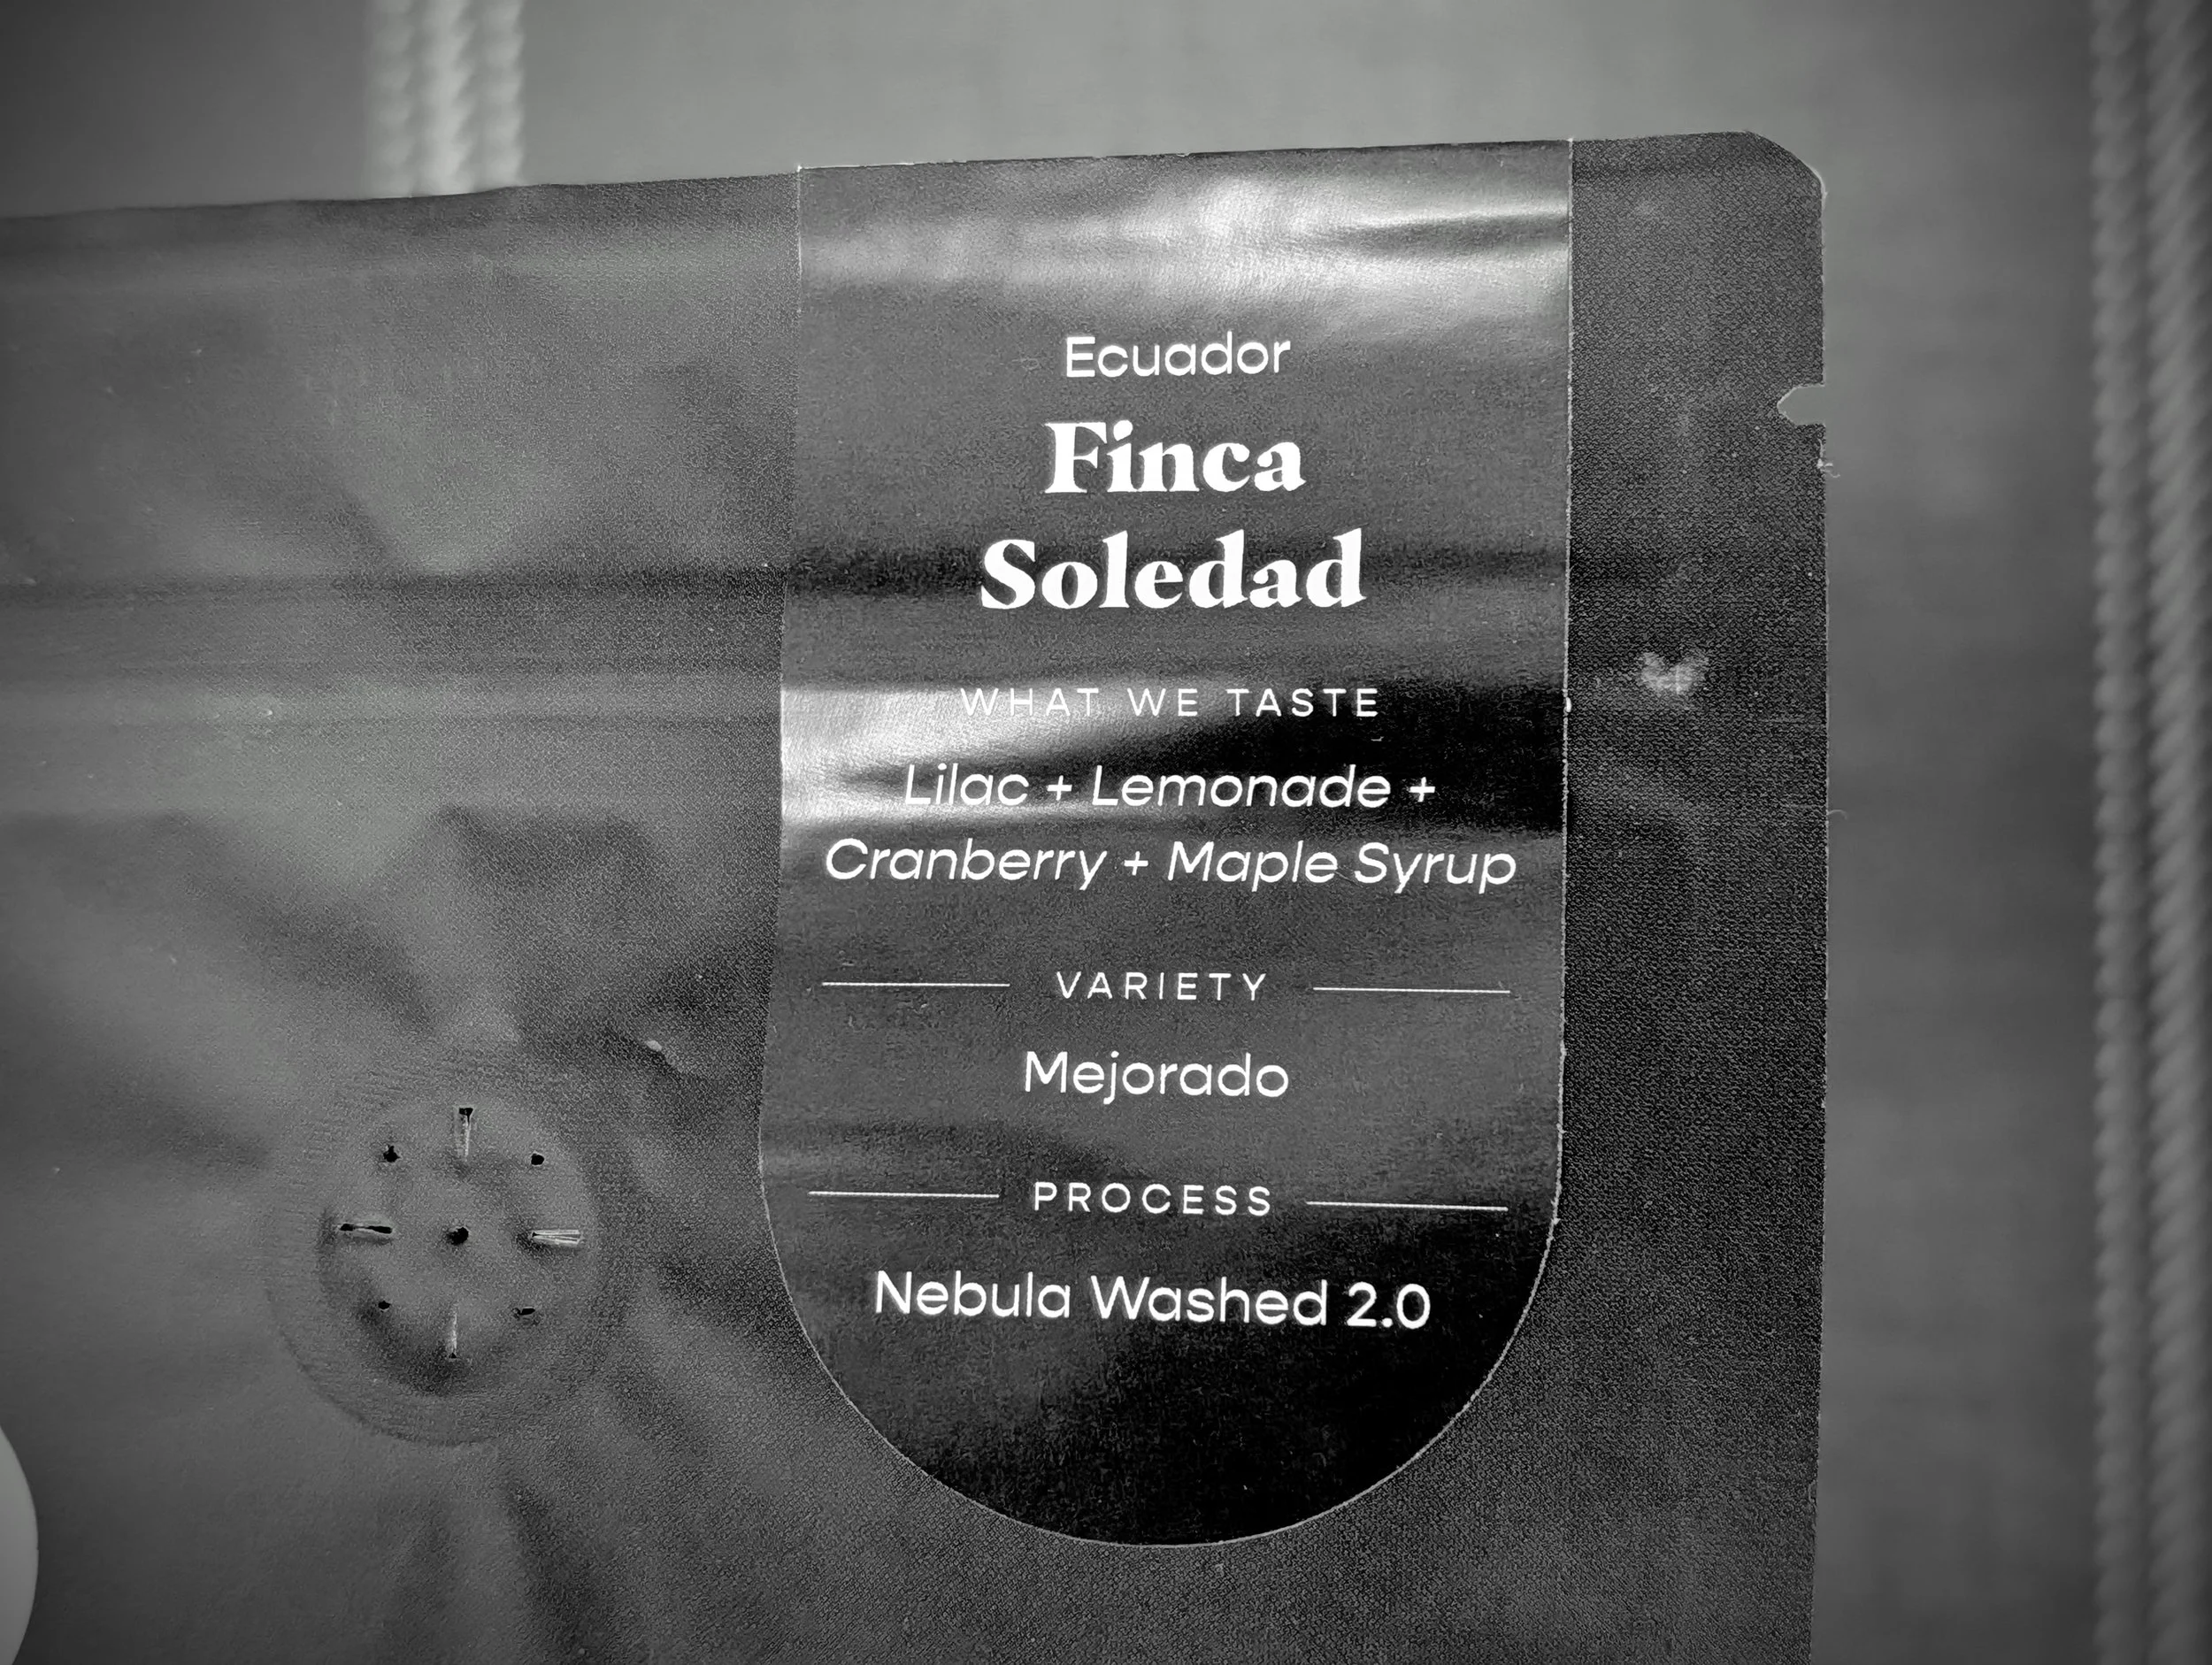 Ecuador
Finca
Soledad
WHAT WE TASTE
Lilac + Lemonade +
Cranberry + Maple Syrup
VARIETY
Mejorado
PROCESS
Nebula Washed 2.0